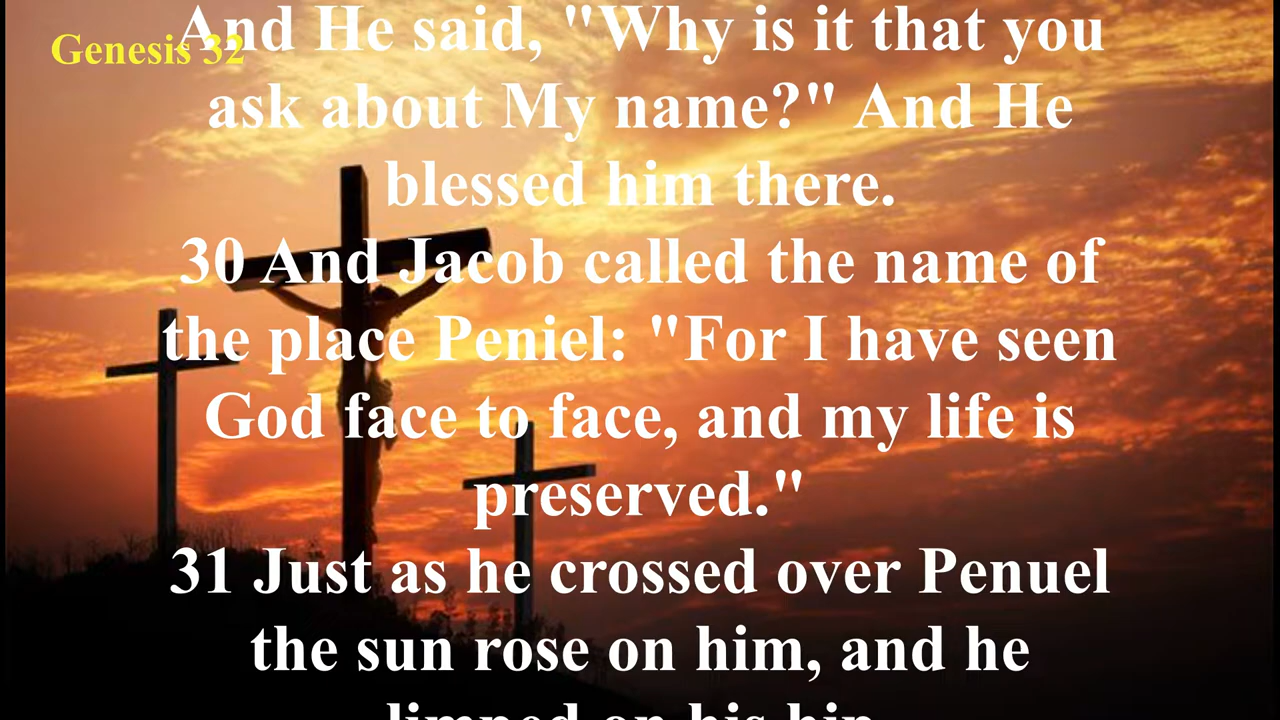 Genesis 32
And He said, "Why is it that you
ask about My name?" And He
blessed him there.
30 And Jacob called the name of
the place Peniel: "For I have seen
God face to face, and my life is
preserved."
31 Just as he crossed over Penuel
the sun rose on him, and he
limped on his hip.